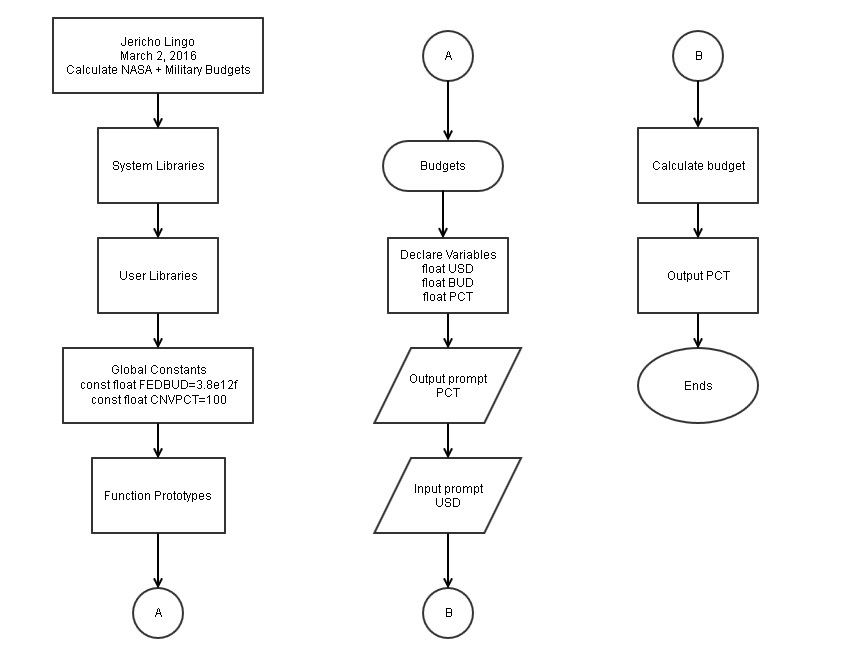 Jericho Lingo
March 2, 2016
Calculate NASA + Military Budgets
System Libraries
User Libraries
Global Constants
const float FEDBUD=3.8e12f
const float CNVPCT=100
Function Prototypes
A
A
Budgets
Declare Variables
float USD
float BUD
float PCT
Output prompt
PCT
Input prompt
USD
B
B
Calculate budget
Output PCT
Ends